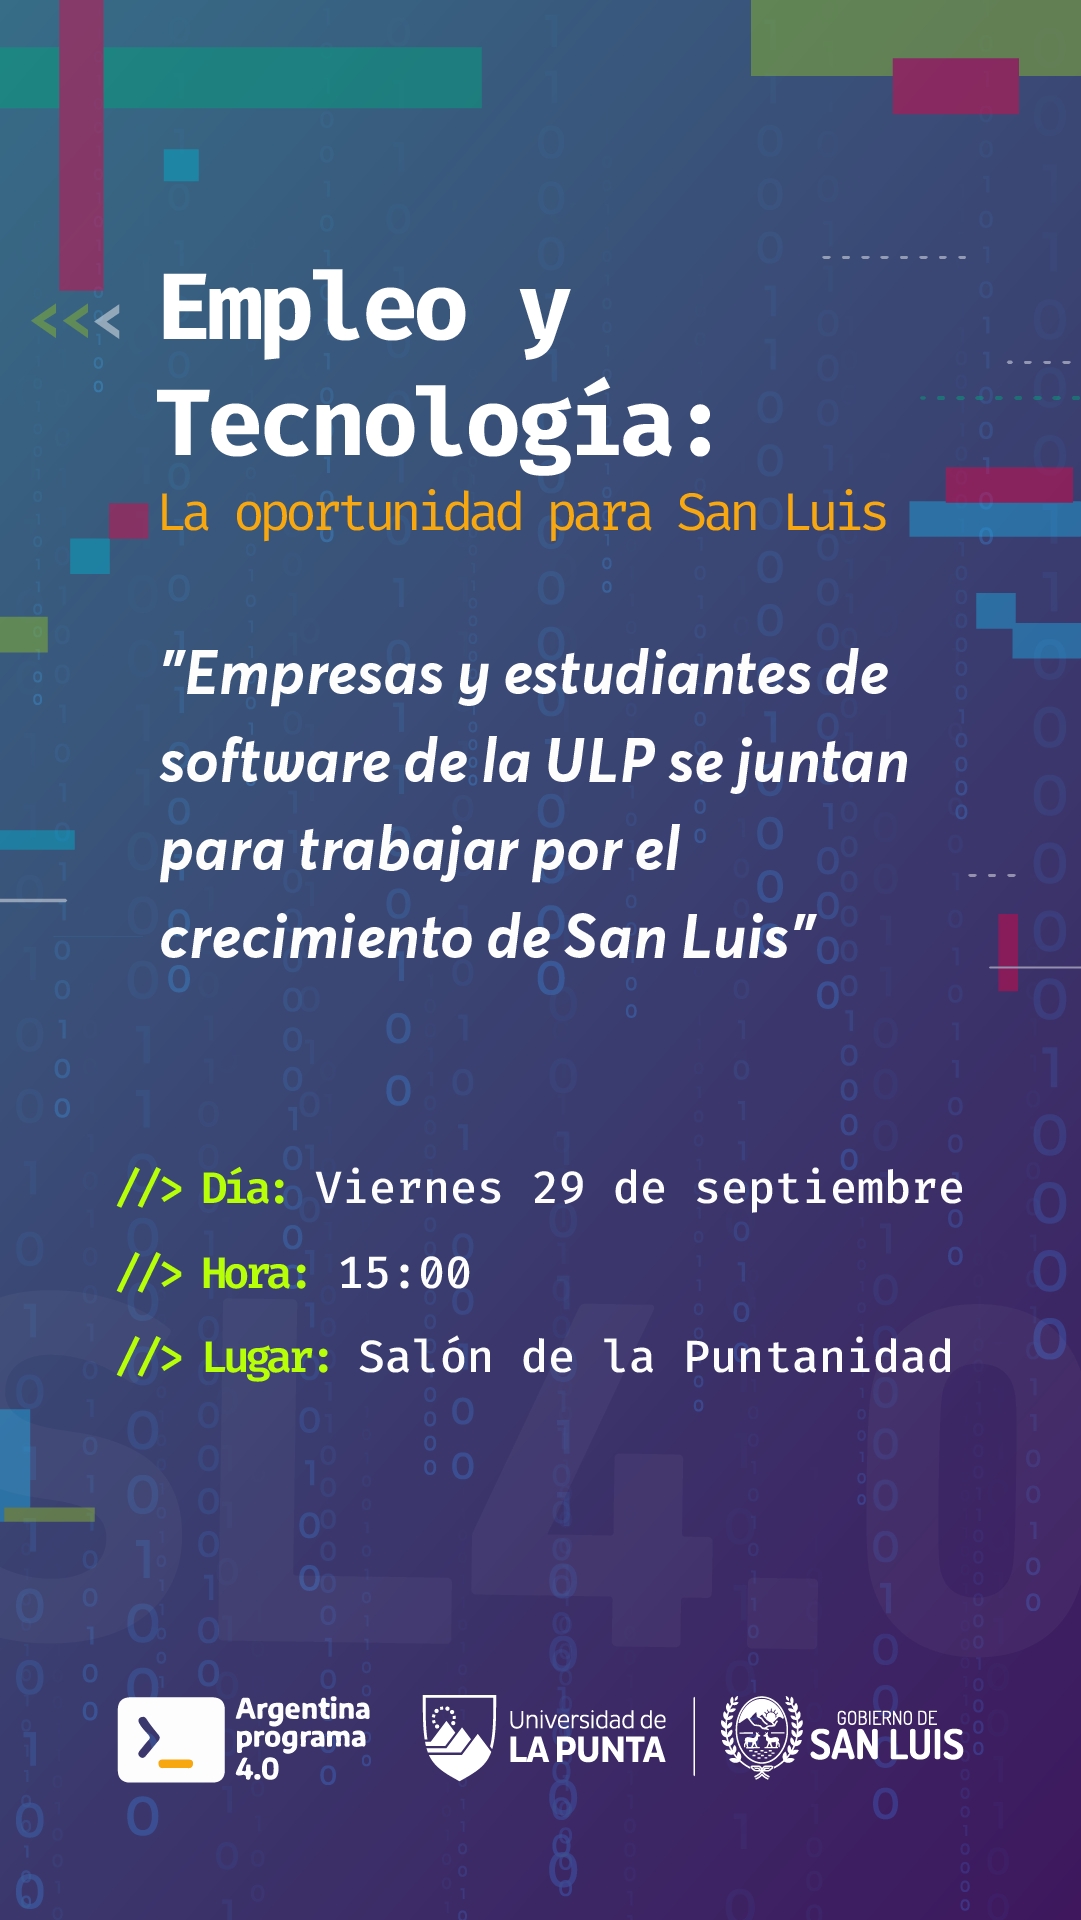 <<<
Empleo y
Tecnología:
La oportunidad para San Luis
"Empresas y estudiantes de
software de la ULP se juntan
para trabajar por el
crecimiento de San Luis"
//> Día: Viernes 29 de septiembre
//> Hora: 15:00
//> Lugar: Salón de la Puntanidad
SL4.0
Argentina
programa
4.0
Universidad de
LA PUNTA
GOBIERNO DE
SAN LUIS